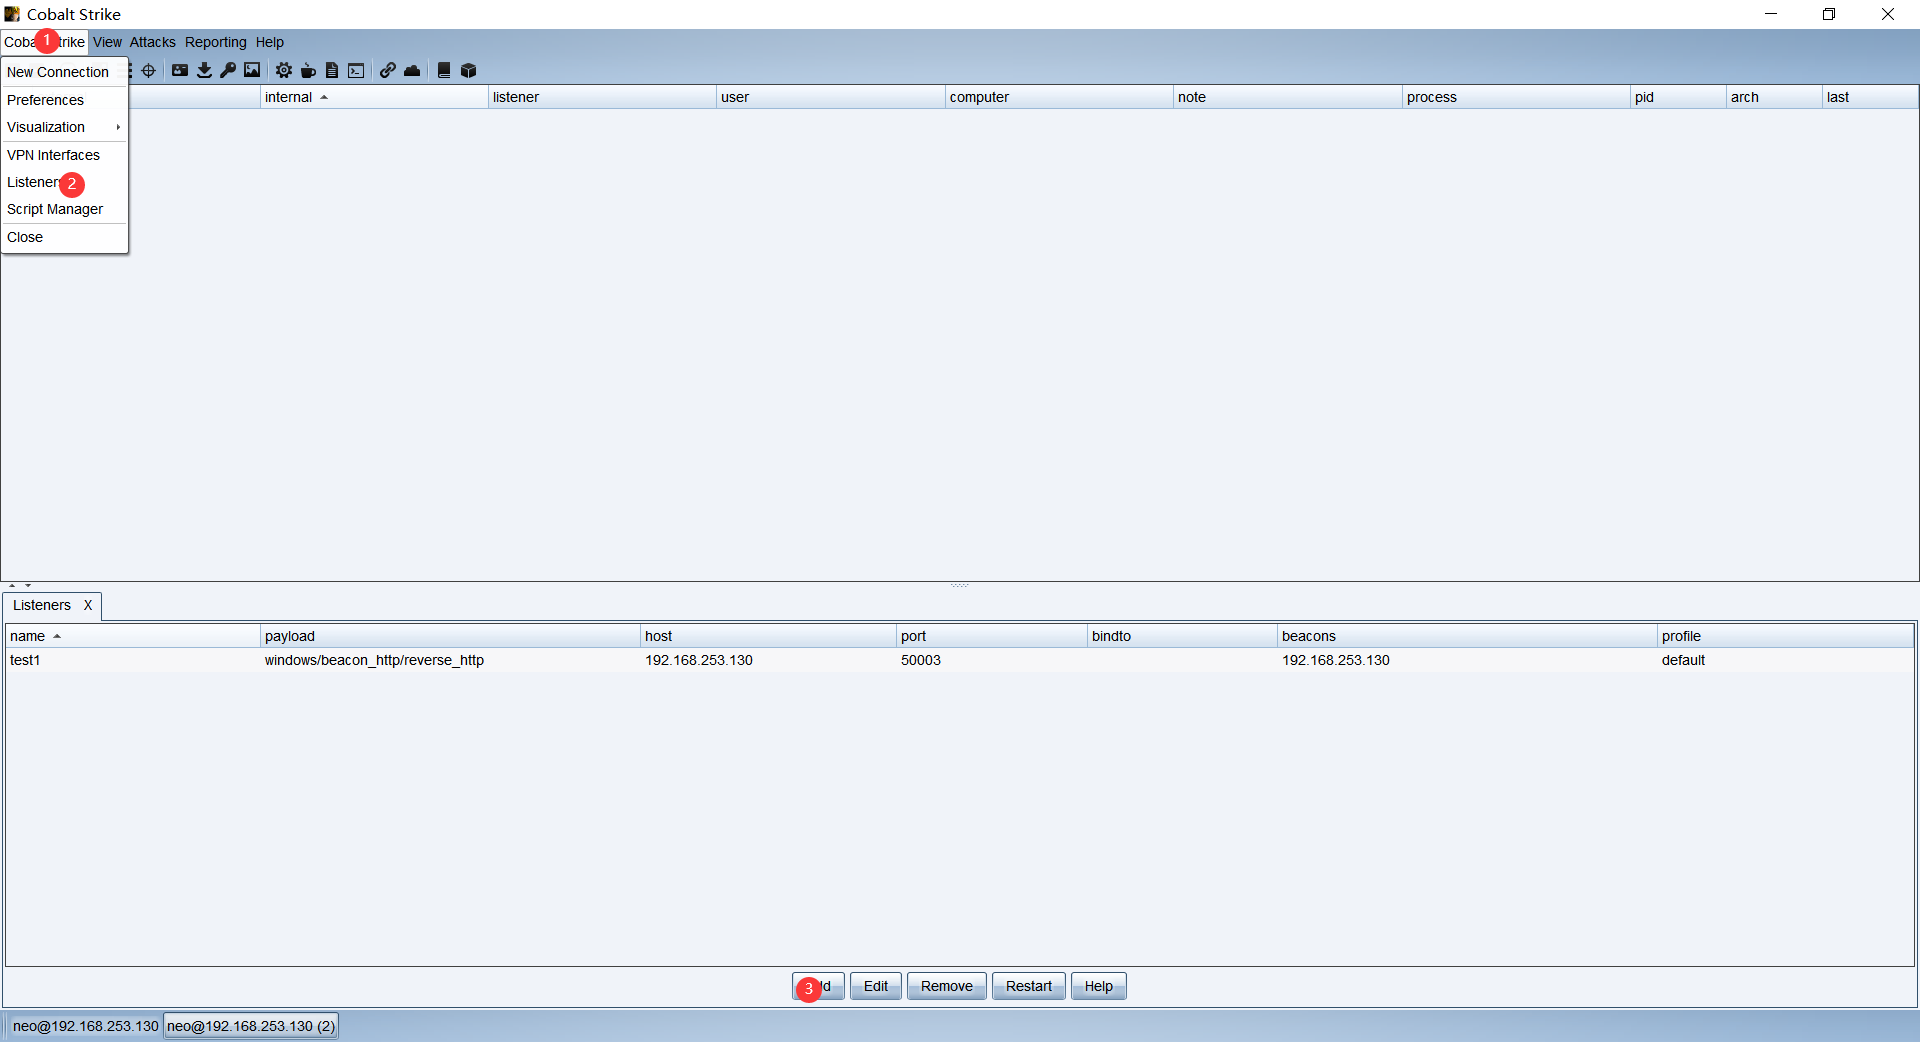 Cobalt Strike
Coba 1 trike View Attacks Reporting Help
New Connection
Preferences
Visualization
VPN Interfaces
Listener 2
Script Manager
Close
internal listener user computer note process pid arch last
Listeners X
name payload host port bindto beacons profile
test1 windows/beacon_http/reverse_http 192.168.253.130 50003 192.168.253.130 default
3 d Edit Remove Restart Help
neo@192.168.253.130 neo@192.168.253.130 (2)